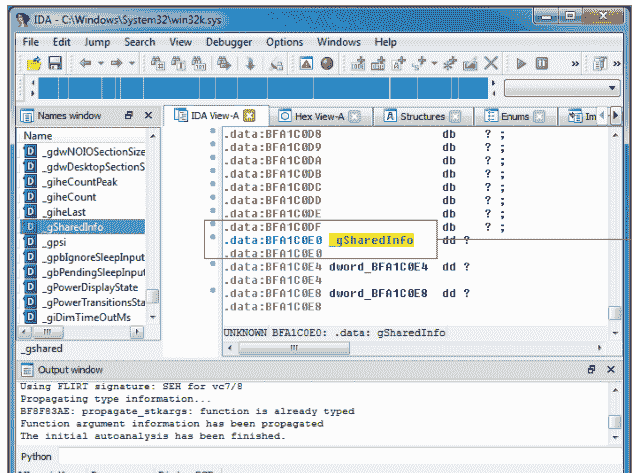 IDA - C:\Windows\System32\win32k.sys
File Edit Jump Search View Debugger Options Windows Help
Names window
IDA View-A Hex View-A Structures Enums Im
Name
_gdwNOIOSectionSize
_gdwDesktopSectionS
_giheCountPeak
_giheCount
_giheLast
_gSharedInfo
_gpsi
_gpbIgnoreSleepInput
_gbPendingSleepInput
_gPowerDisplayState
_gPowerTransitionsSta
_giDimTimeOutMs
_gshared
.data:BFA1C0D8 db ? ;
.data:BFA1C0D9 db ? ;
.data:BFA1C0DA db ? ;
.data:BFA1C0DB db ? ;
.data:BFA1C0DC db ? ;
.data:BFA1C0DD db ? ;
.data:BFA1C0DE db ? ;
.data:BFA1C0DF db ? ;
.data:BFA1C0E0 _gSharedInfo dd ?
.data:BFA1C0E0
.data:BFA1C0E4 dword_BFA1C0E4 dd ?
.data:BFA1C0E4
.data:BFA1C0E8 dword_BFA1C0E8 dd ?
.data:BFA1C0E8
UNKNOWN BFA1C0E0: .data: gSharedInfo
Output window
Using FLIRT signature: SEH for vc7/8
Propagating type information...
BF8F83AE: propagate_stkargs: function is already typed
Function argument information has been propagated
The initial autoanalysis has been finished.
Python